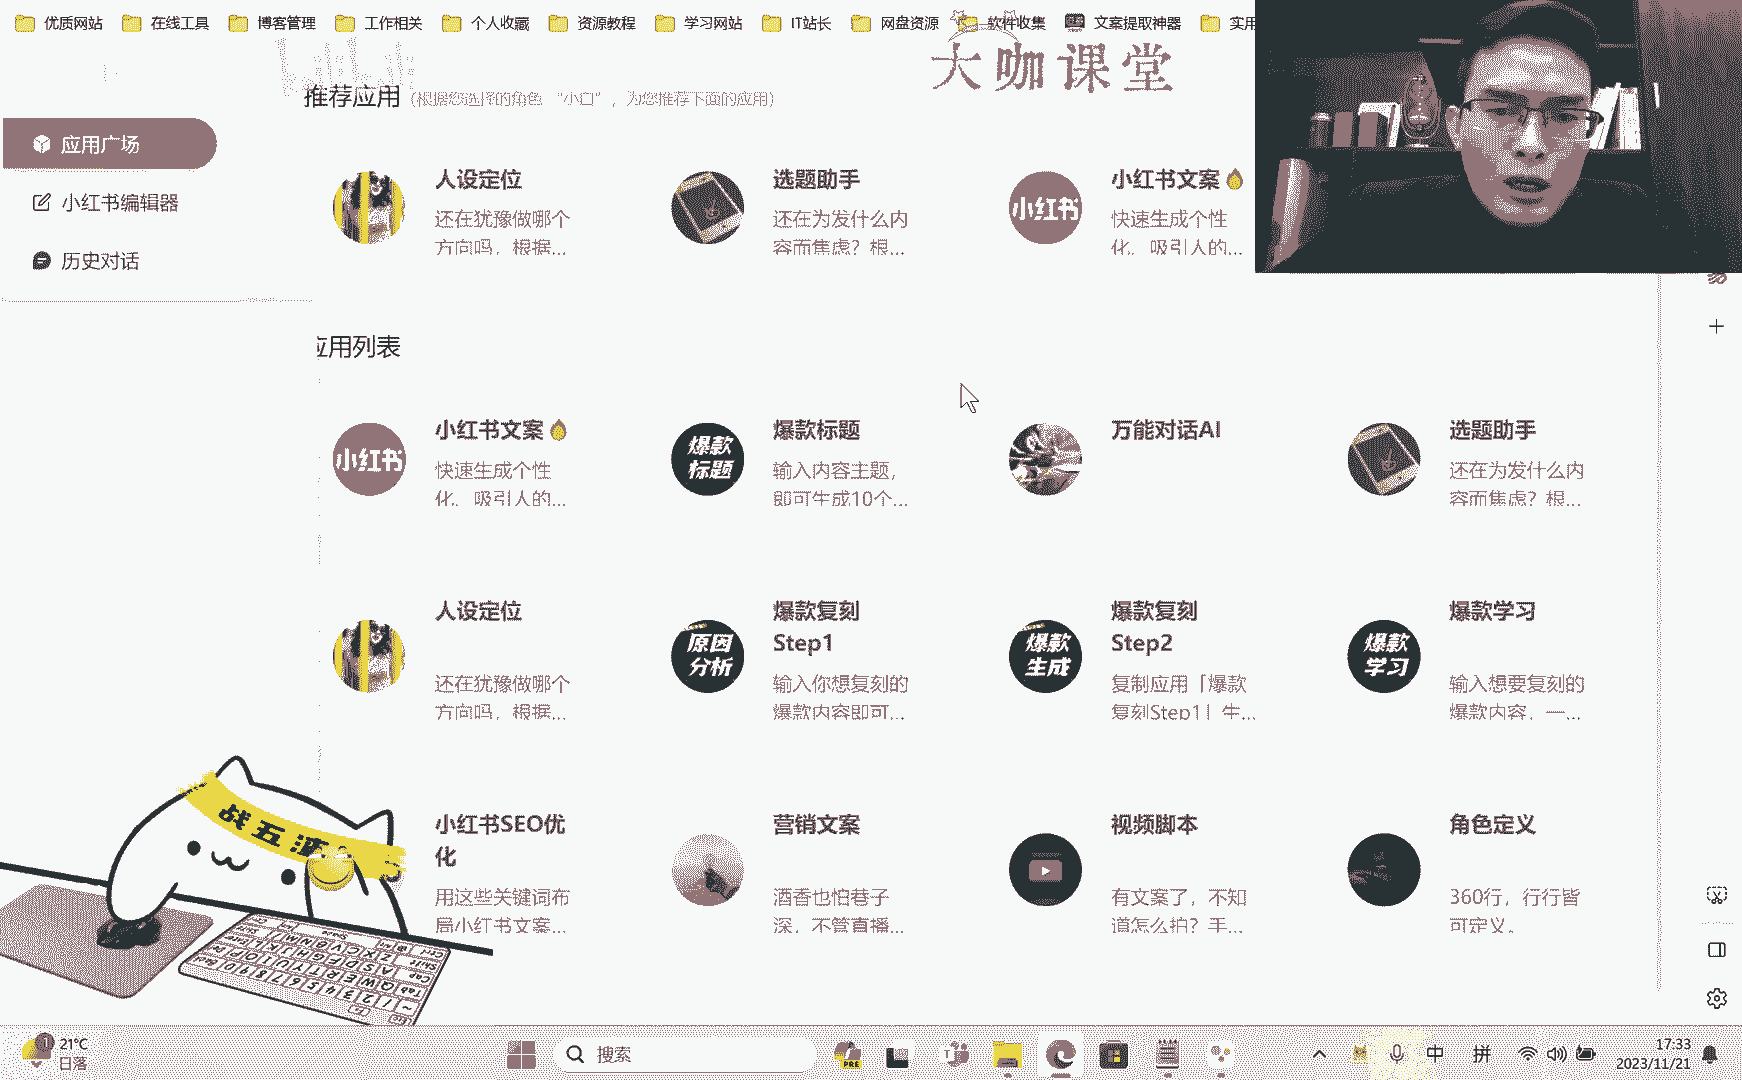 优质网站 在线工具 博客管理 工作相关 个人收藏 资源教程 学习网站 IT站长 网盘资源 软件收集 文案提取神器 实用
大咖课堂
推荐应用 (根据您选择的角色 “小白”，为您推荐下面的应用)
应用广场
小红书编辑器
历史对话
人设定位
还在犹豫做哪个
方向吗，根据...
选题助手
还在为发什么内
容而焦虑？根...
小红书
小红书文案
快速生成个性
化、吸引人的...
应用列表
小红书
小红书文案
快速生成个性
化、吸引人的...
爆款
标题
爆款标题
输入内容主题，
即可生成10个...
万能对话AI
选题助手
还在为发什么内
容而焦虑？根...
人设定位
还在犹豫做哪个
方向吗，根据...
原因
分析
爆款复刻
Step1
输入你想复刻的
爆款内容即可...
爆款
生成
爆款复刻
Step2
复制应用「爆款
复刻Step1」生...
爆款
学习
爆款学习
输入想要复刻的
爆款内容，一...
小红书SEO优
化
用这些关键词布
局小红书文案...
营销文案
酒香也怕巷子
深，不管直播...
视频脚本
有文案了，不知
道怎么拍？手...
角色定义
360行，行行皆
可定义。
战五渣
1
21°C
日落
搜索
PRE
中
拼
17:33
2023/11/21